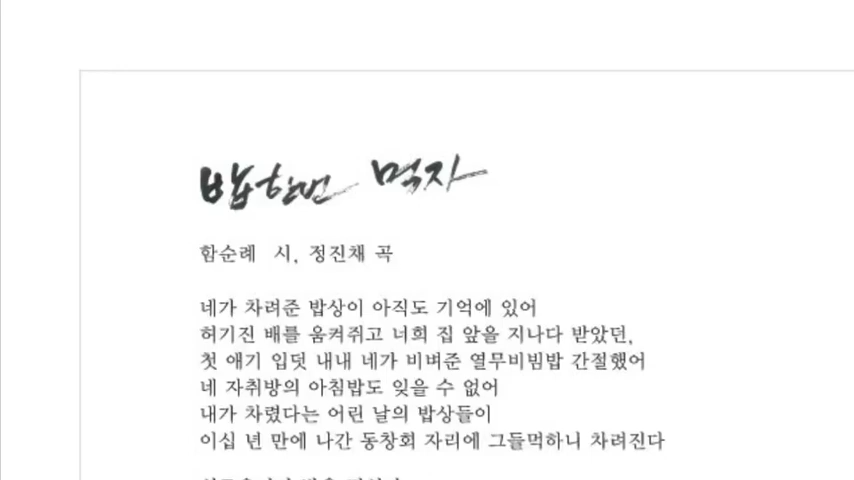 밥 한번 먹자
함순례 시, 정진채 곡
네가 차려준 밥상이 아직도 기억에 있어
허기진 배를 움켜쥐고 너희 집 앞을 지나다 받았던,
첫 애기 입덧 내내 네가 비벼준 열무비빔밥 간절했어
네 자취방의 아침밥도 잊을 수 없어
내가 차렸다는 어린 날의 밥상들이
이십 년 만에 나간 동창회 자리에 그들먹하니 차려진다